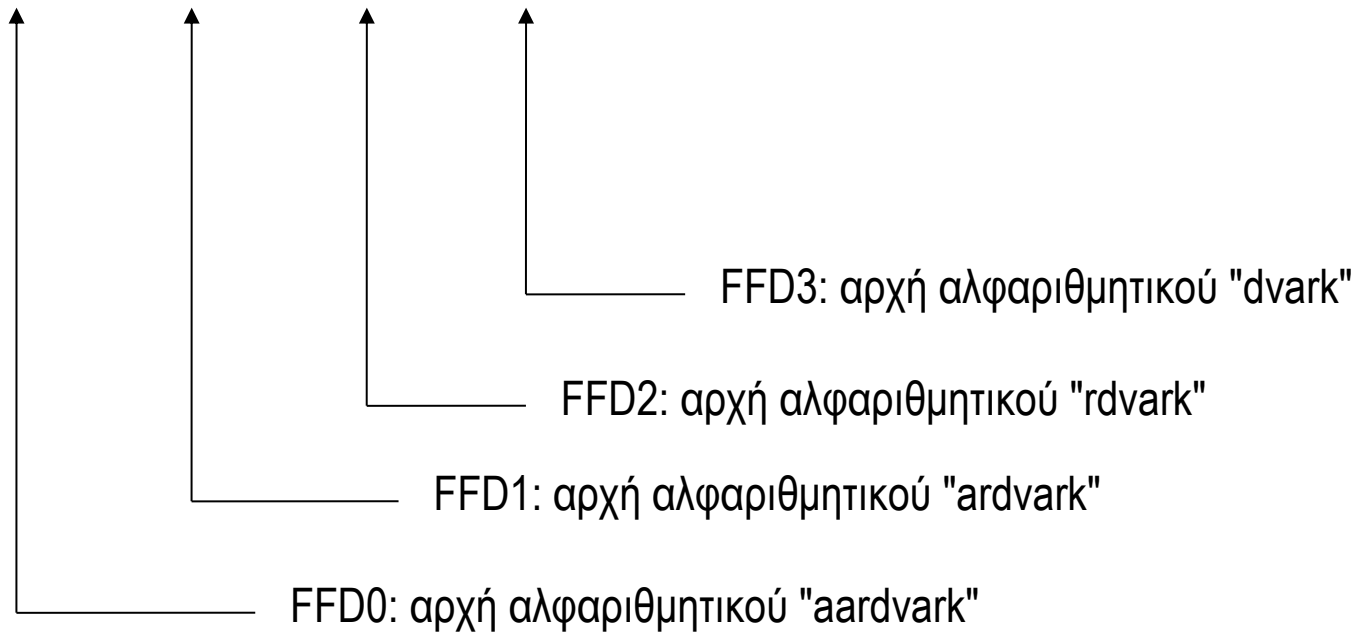 FFD3: αρχή αλφαριθμητικού "dvark"
FFD2: αρχή αλφαριθμητικού "rdvark"
FFD1: αρχή αλφαριθμητικού "ardvark"
FFD0: αρχή αλφαριθμητικού "aardvark"